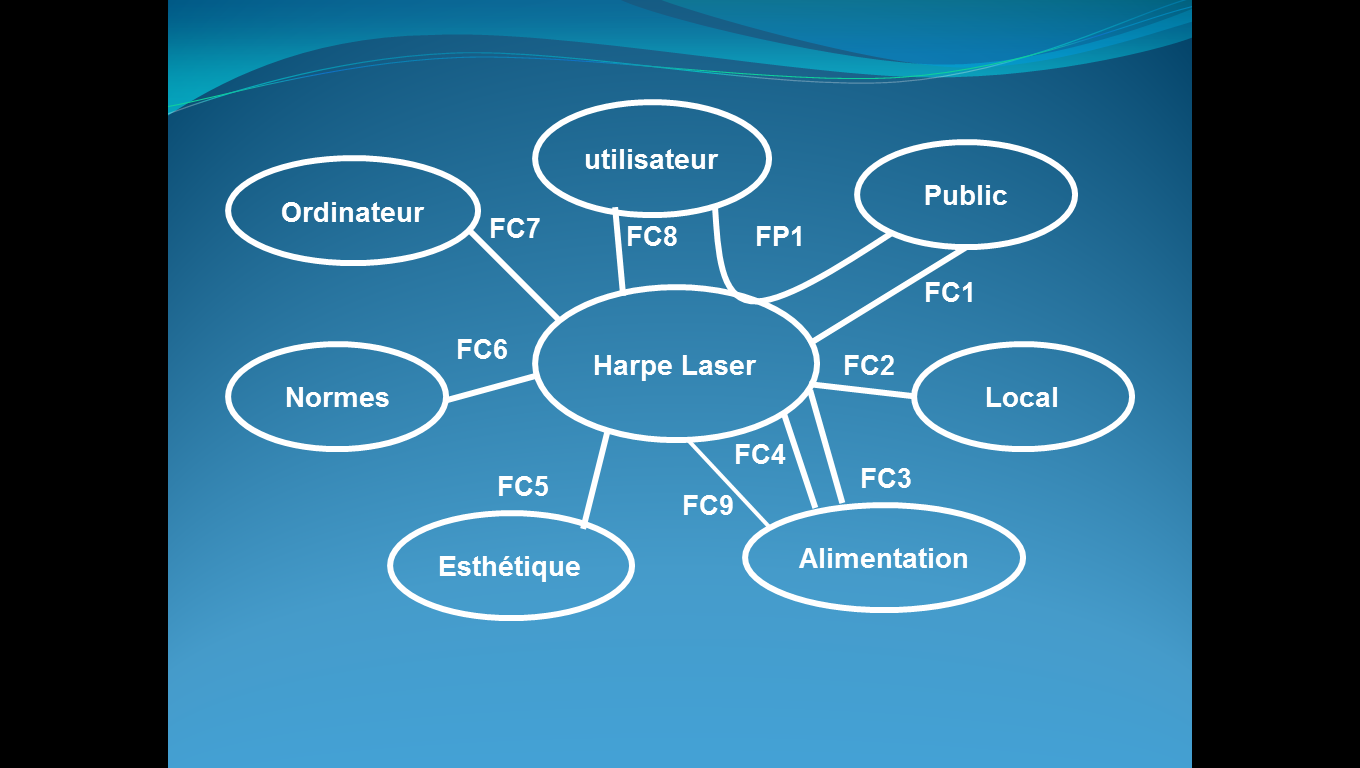 utilisateur
Public
Ordinateur
FC7
FC8
FP1
FC1
FC6
Harpe Laser
FC2
Normes
Local
FC4
FC3
FC5
FC9
Esthétique
Alimentation